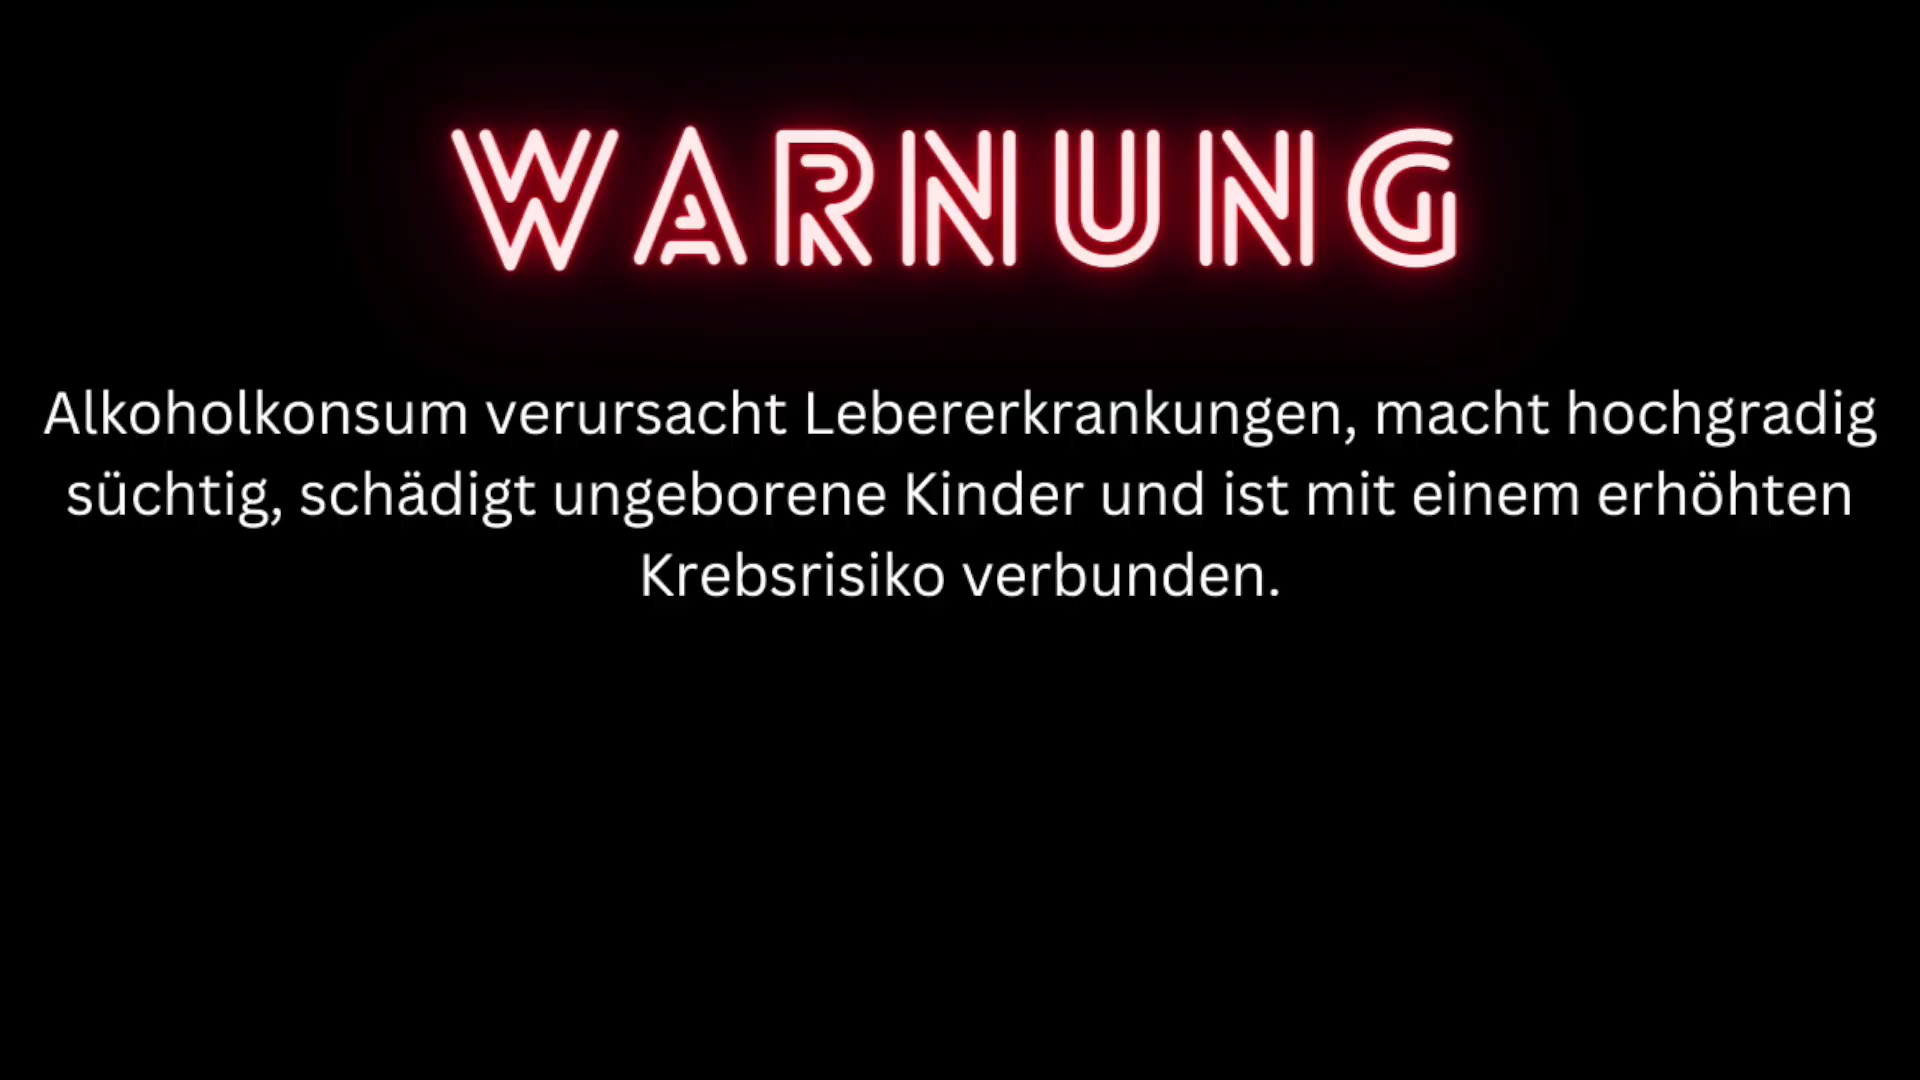 WARNUNG
Alkoholkonsum verursacht Lebererkrankungen, macht hochgradig
süchtig, schädigt ungeborene Kinder und ist mit einem erhöhten
Krebsrisiko verbunden.